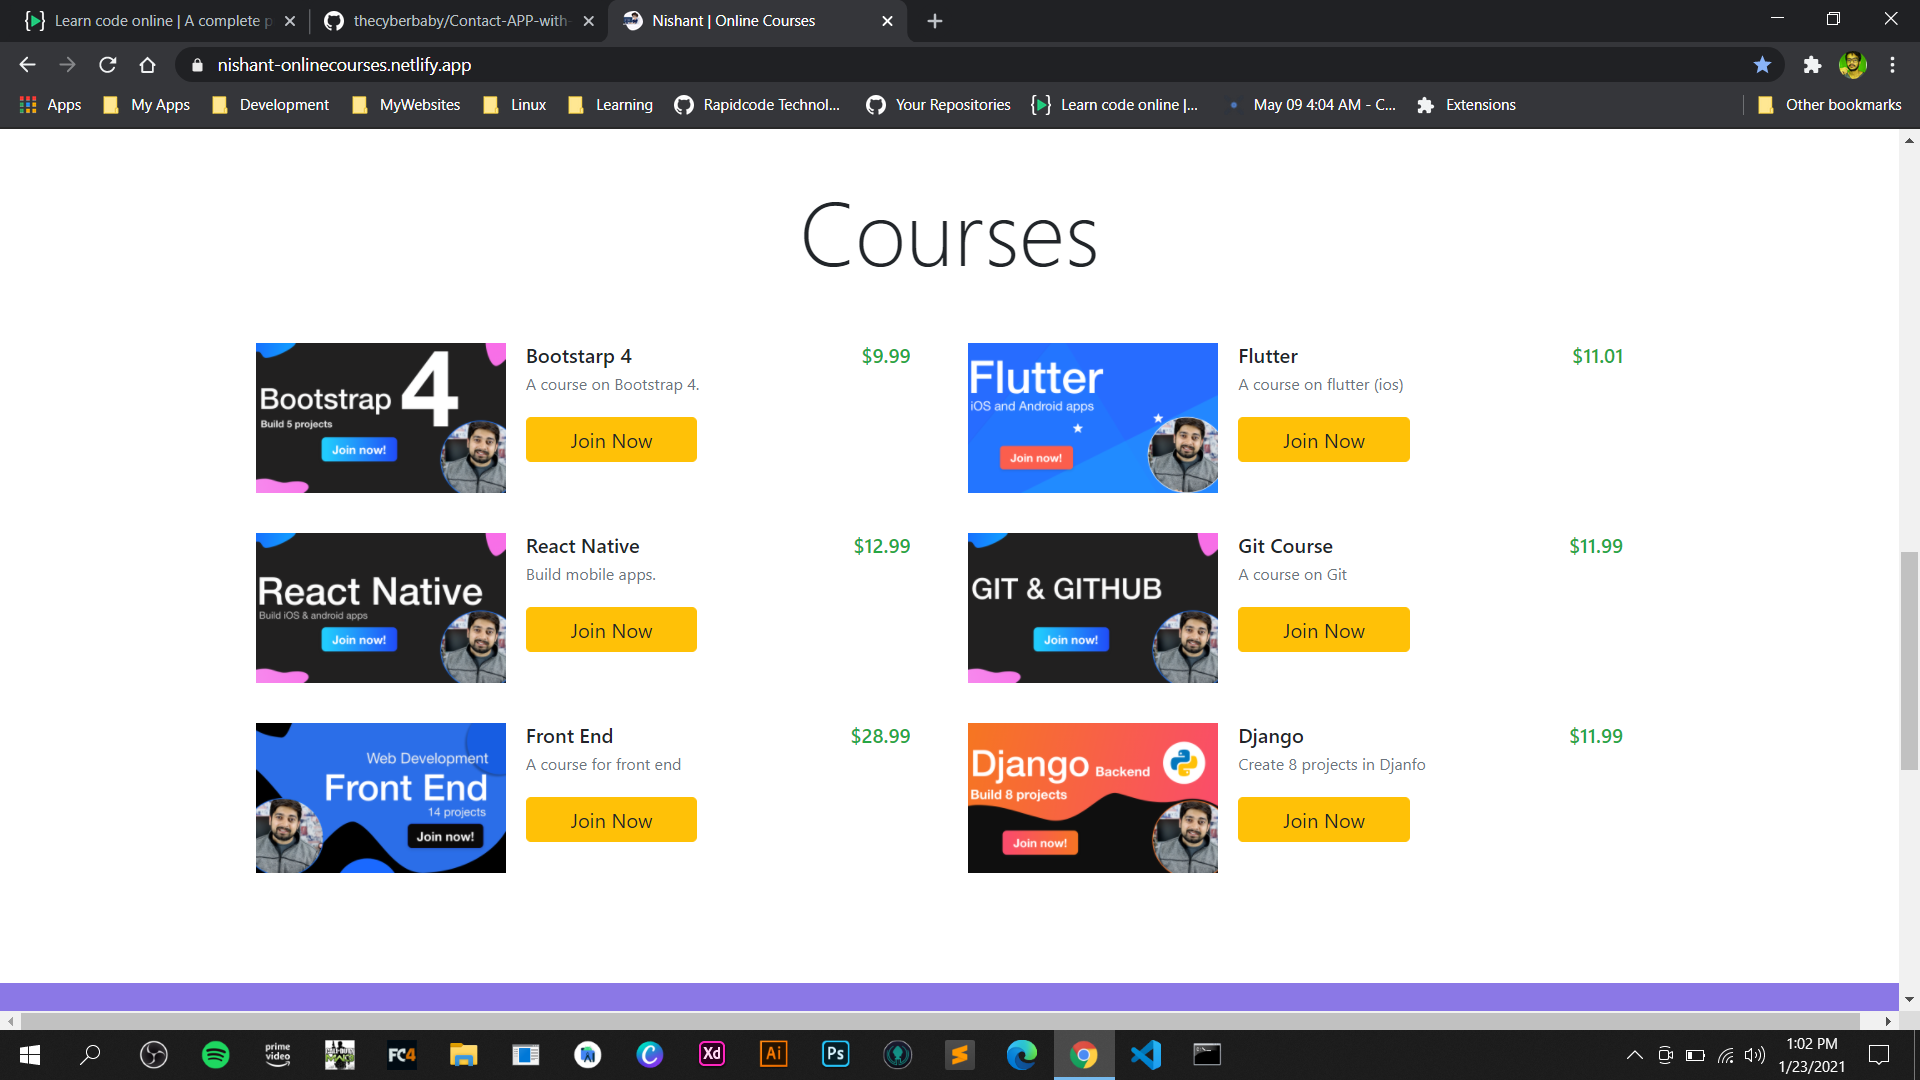 Learn code online | A complete p
thecyberbaby/Contact-APP-with-
Nishant | Online Courses
nishant-onlinecourses.netlify.app
Apps
My Apps
Development
MyWebsites
Linux
Learning
Rapidcode Technol...
Your Repositories
Learn code online |...
May 09 4:04 AM - C...
Extensions
Other bookmarks
Courses
Bootstrap 4
Build 5 projects
Join now!
Bootstarp 4
$9.99
A course on Bootstrap 4.
Join Now
Flutter
iOS and Android apps
Join now!
Flutter
$11.01
A course on flutter (ios)
Join Now
React Native
Build iOS & android apps
Join now!
React Native
$12.99
Build mobile apps.
Join Now
GIT & GITHUB
Join now!
Git Course
$11.99
A course on Git
Join Now
Web Development
Front End
14 projects
Join now!
Front End
$28.99
A course for front end
Join Now
Django Backend
Build 8 projects
Join now!
Django
$11.99
Create 8 projects in Djanfo
Join Now
prime video
FC4
Xd
Ai
Ps
1:02 PM
1/23/2021